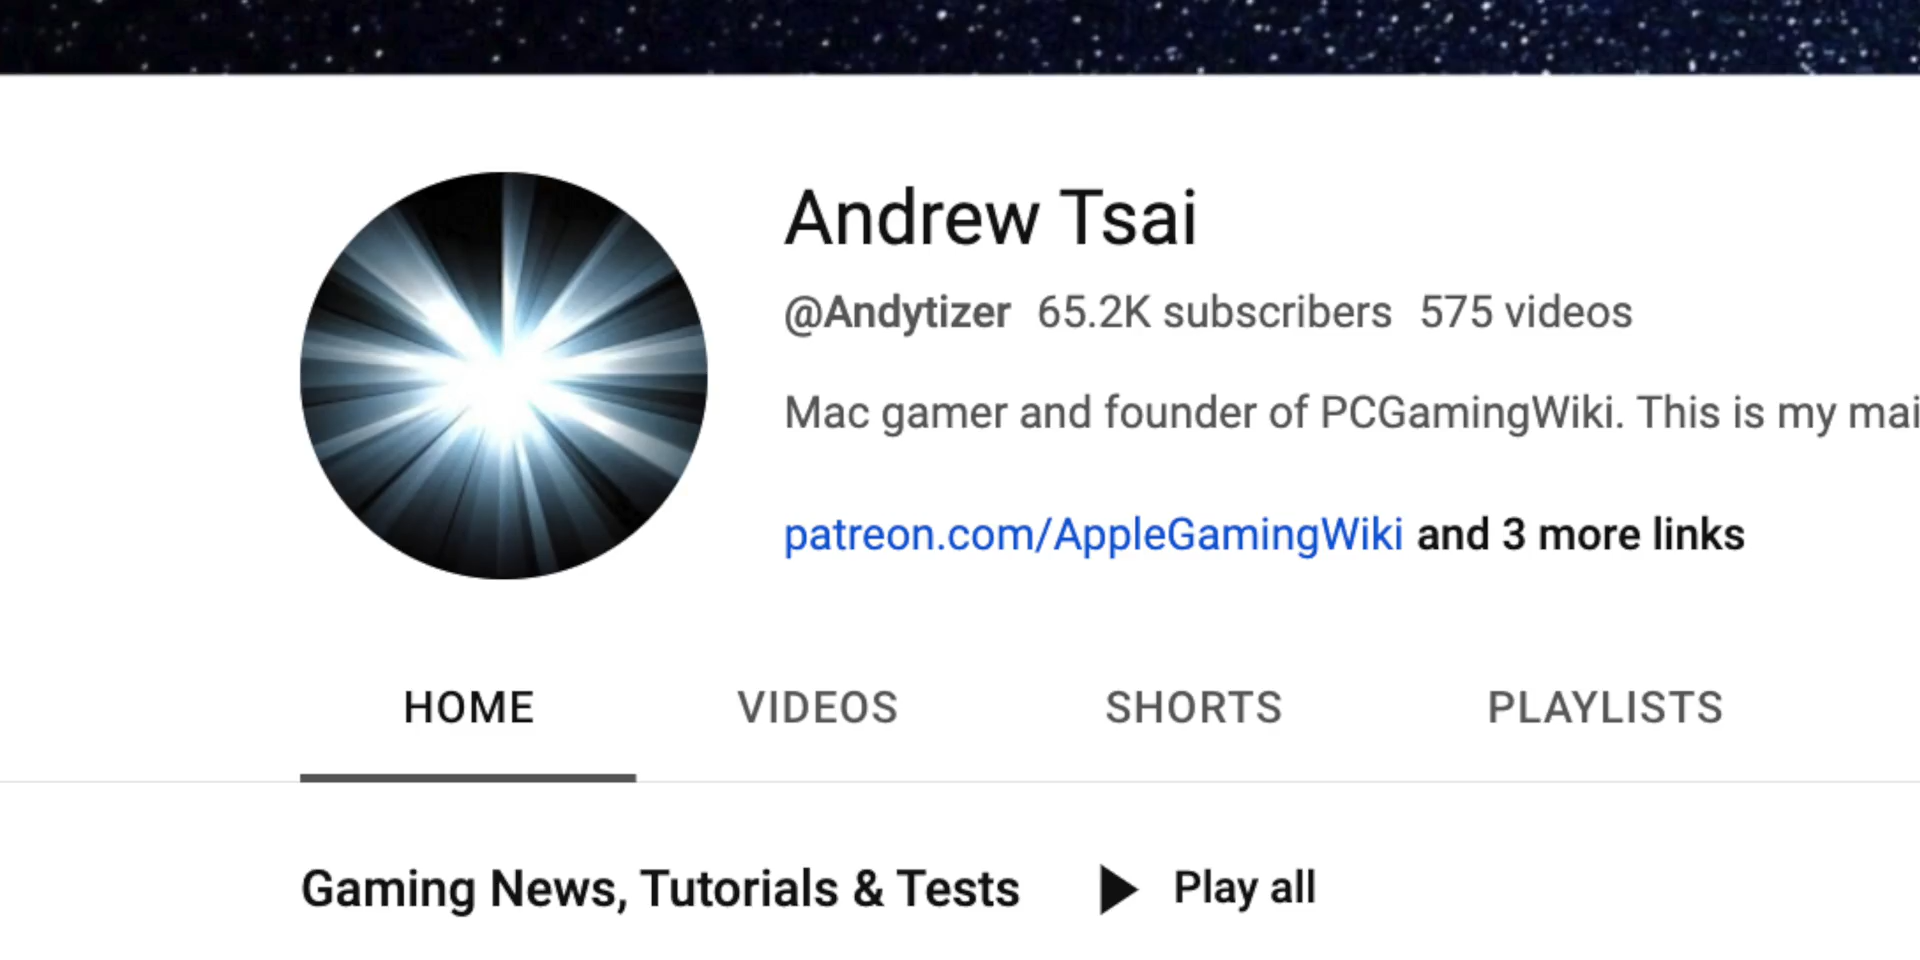 Andrew Tsai
@Andytizer 65.2K subscribers 575 videos
Mac gamer and founder of PCGamingWiki. This is my mai
patreon.com/AppleGamingWiki and 3 more links
HOME VIDEOS SHORTS PLAYLISTS
Gaming News, Tutorials & Tests Play all